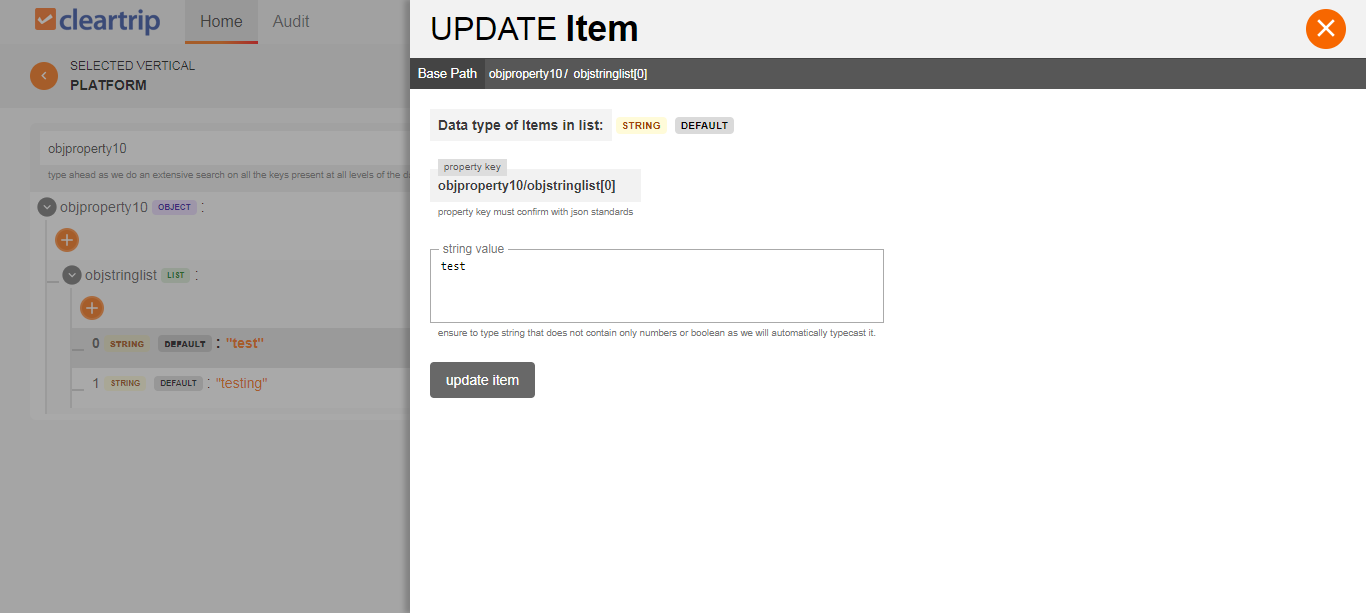 cleartrip
Home
Audit
SELECTED VERTICAL
PLATFORM
objproperty10
type ahead as we do an extensive search on all the keys present at all levels of the
objproperty10 OBJECT :
objstringlist LIST :
0 STRING DEFAULT : "test"
1 STRING DEFAULT : "testing"
UPDATE Item
Base Path objproperty10 / objstringlist[0]
Data type of Items in list: STRING DEFAULT
property key
objproperty10/objstringlist[0]
property key must confirm with json standards
string value
test
ensure to type string that does not contain only numbers or boolean as we will automatically typecast it.
update item